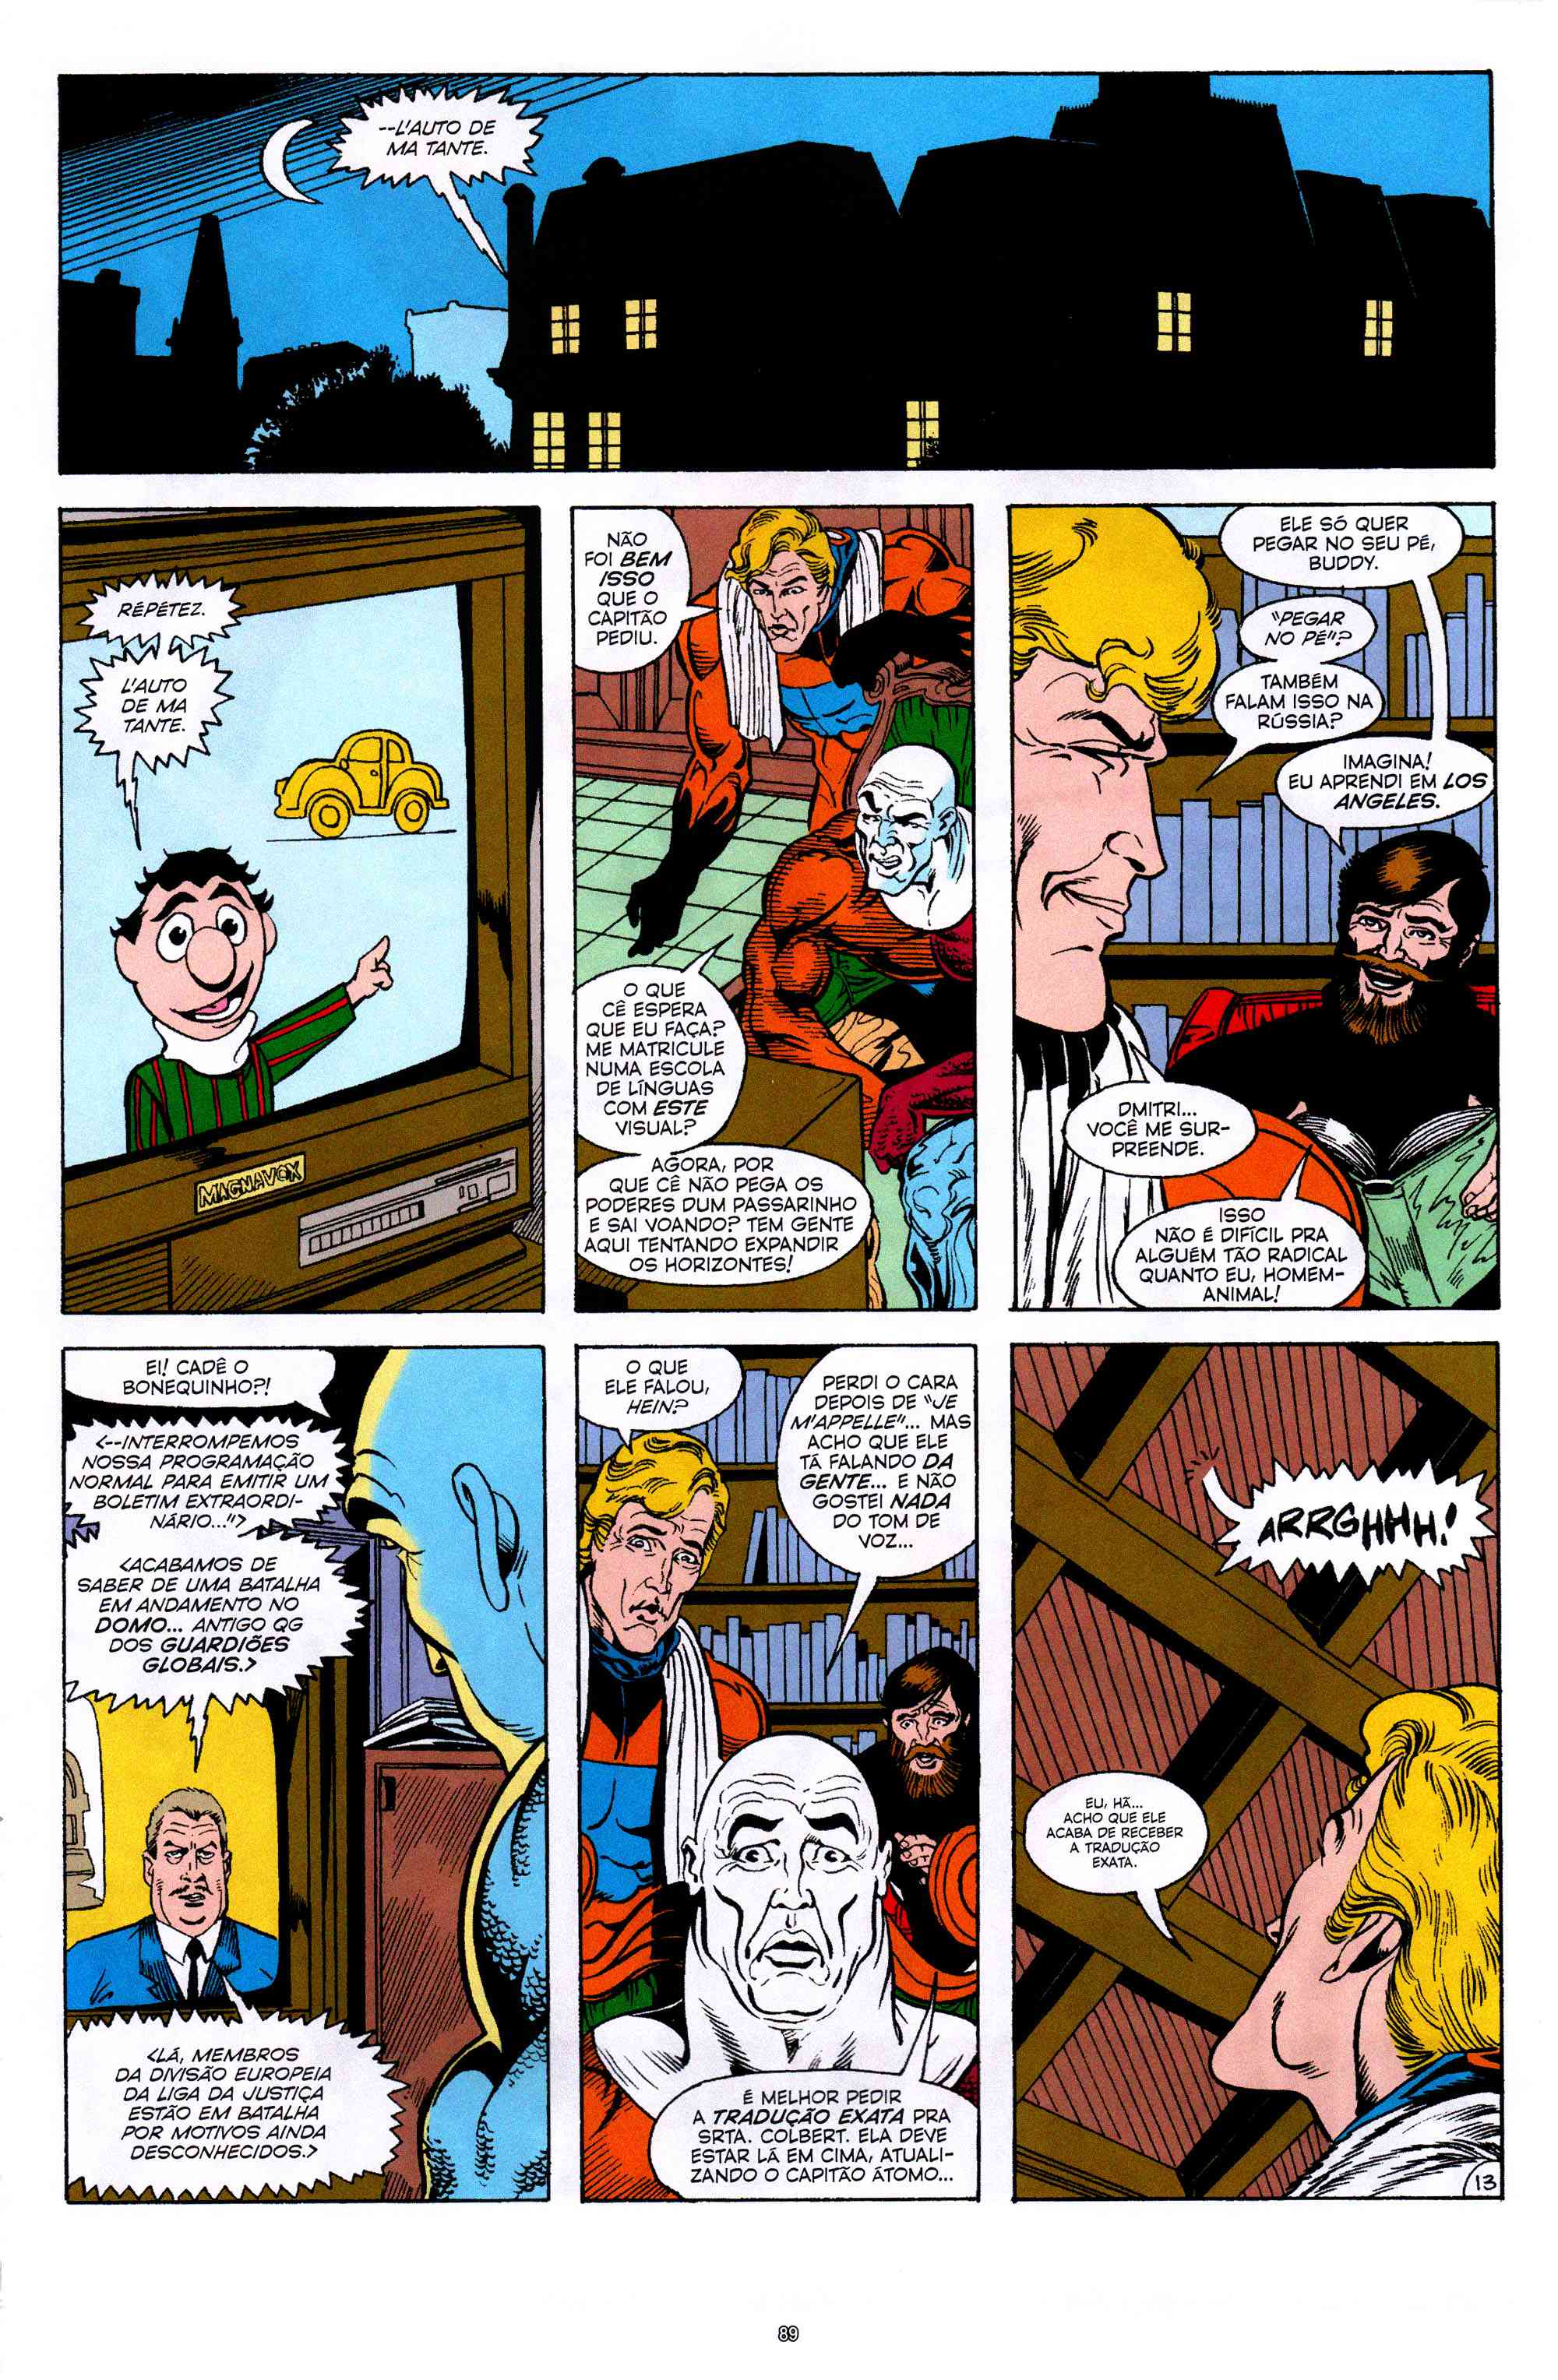 --L'AUTO DE
MA TANTE.
RÉPÉTEZ.
L'AUTO
DE MA
TANTE.
MAGNAVOX
NÃO
FOI BEM
ISSO
QUE O
CAPITÃO
PEDIU.
O QUE
CÊ ESPERA
QUE EU FAÇA?
ME MATRICULE
NUMA ESCOLA
DE LÍNGUAS
COM ESTE
VISUAL?
AGORA, POR
QUE CÊ NÃO PEGA OS
PODERES DUM PASSARINHO
E SAI VOANDO? TEM GENTE
AQUI TENTANDO EXPANDIR
OS HORIZONTES!
ELE SÓ QUER
PEGAR NO SEU PÉ,
BUDDY.
"PEGAR
NO PÉ"?
TAMBÉM
FALAM ISSO NA
RÚSSIA?
IMAGINA!
EU APRENDI EM LOS
ANGELES.
DMITRI...
VOCÊ ME SUR-
PREENDE.
ISSO
NÃO É DIFÍCIL PRA
ALGUÉM TÃO RADICAL
QUANTO EU, HOMEM-
ANIMAL!
EI! CADÊ O
BONEQUINHO?!
<--INTERROMPEMOS
NOSSA PROGRAMAÇÃO
NORMAL PARA EMITIR UM
BOLETIM EXTRAORDI-
NÁRIO..."?
<ACABAMOS DE
SABER DE UMA BATALHA
EM ANDAMENTO NO
DOMO... ANTIGO QG
DOS GUARDIÕES
GLOBAIS.>
<LÁ, MEMBROS
DA DIVISÃO EUROPEIA
DA LIGA DA JUSTIÇA
ESTÃO EM BATALHA
POR MOTIVOS AINDA
DESCONHECIDOS.>
O QUE
ELE FALOU,
HEIN?
PERDI O CARA
DEPOIS DE "JE
M'APPELLE"... MAS
ACHO QUE ELE
TÁ FALANDO DA
GENTE... E NÃO
GOSTEI NADA
DO TOM DE
VOZ...
É MELHOR PEDIR
A TRADUÇÃO EXATA PRA
SRTA. COLBERT. ELA DEVE
ESTAR LÁ EM CIMA, ATUALI-
ZANDO O CAPITÃO ÁTOMO...
ARRGHHH!
EU, HÃ...
ACHO QUE ELE
ACABA DE RECEBER
A TRADUÇÃO
EXATA.
13
89